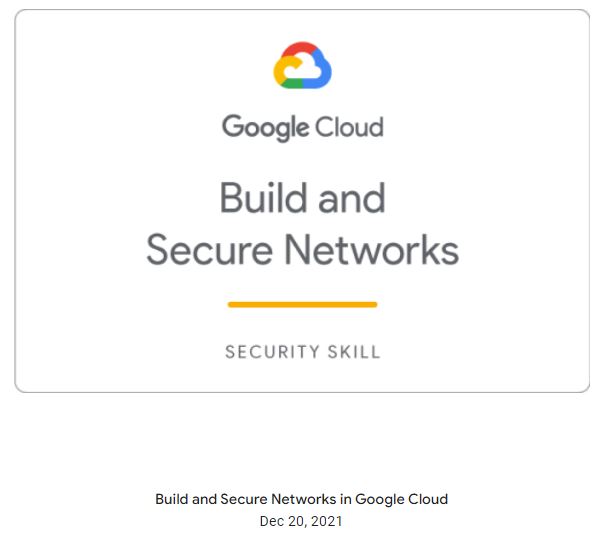 Google Cloud
Build and
Secure Networks
SECURITY SKILL
Build and Secure Networks in Google Cloud
Dec 20, 2021